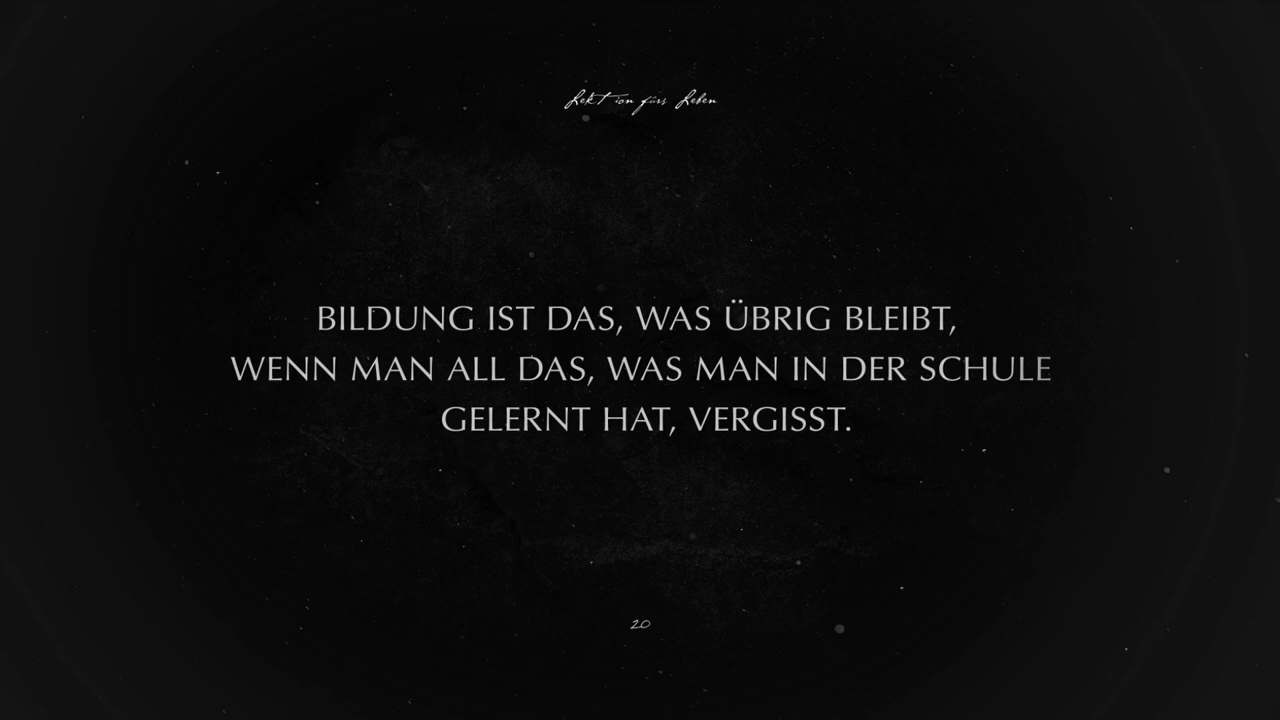 Lektion fürs Leben
BILDUNG IST DAS, WAS ÜBRIG BLEIBT,
WENN MAN ALL DAS, WAS MAN IN DER SCHULE
GELERNT HAT, VERGISST.
20